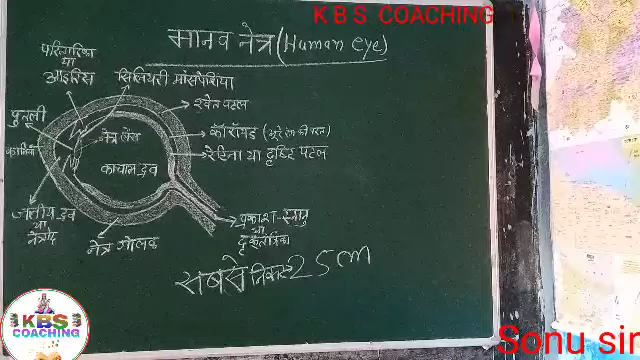 K B S COACHING
मानव नेत्र (Human eye)
परितारिका
या
आइरिस
सिलियरी मांसपेशियां
श्वेत पटल
पुतली
नेत्र लेंस
कॉरॉयड
रेटिना या दृष्टि पटल
काचाभ द्रव
जलीय द्रव
या
प्रकाश-स्नायु
या
नेत्र गोलक
सबसे निकट 25 cm
KBS
COACHING
Sonu sir